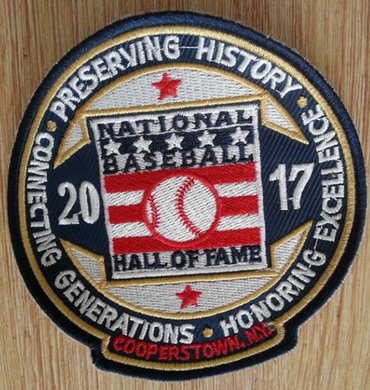 PRESERVING HISTORY • HONORING EXCELLENCE • CONNECTING GENERATIONS •
NATIONAL
BASEBALL
20 17
HALL OF FAME
COOPERSTOWN, N.Y.